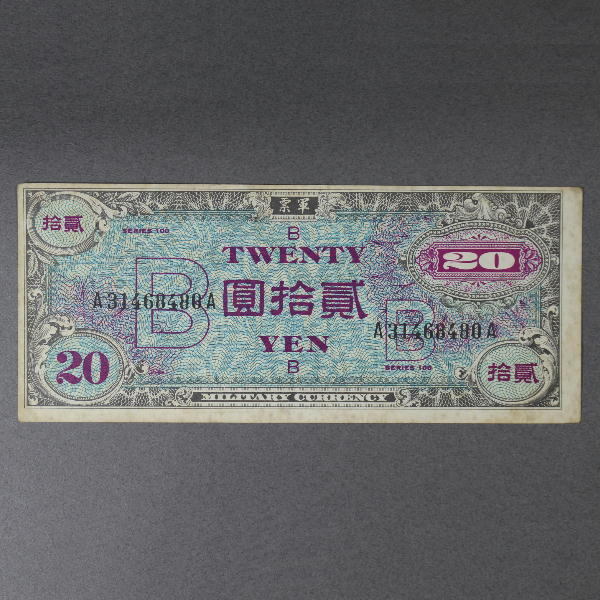 軍票
貳拾
SERIES 100
B
20
TWENTY
B
A31468480A
圓拾貳
A31468480A
B
YEN
SERIES 100
20
B
貳拾
MILITARY CURRENCY